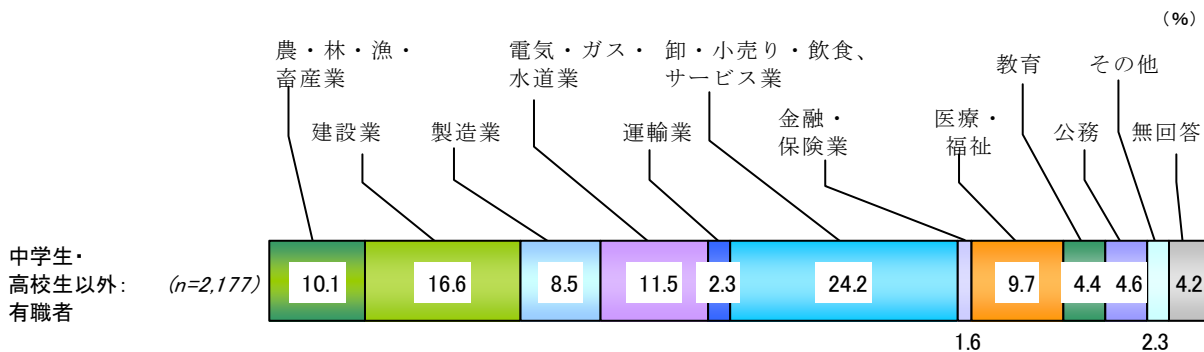 (%)
農・林・漁・
畜産業
電気・ガス・
水道業
卸・小売り・飲食、
サービス業
教育
その他
建設業
製造業
運輸業
金融・
保険業
医療・
福祉
公務
無回答
中学生・
高校生以外：
有職者
(n=2,177)
10.1
16.6
8.5
11.5
2.3
24.2
9.7
4.4
4.6
4.2
1.6
2.3